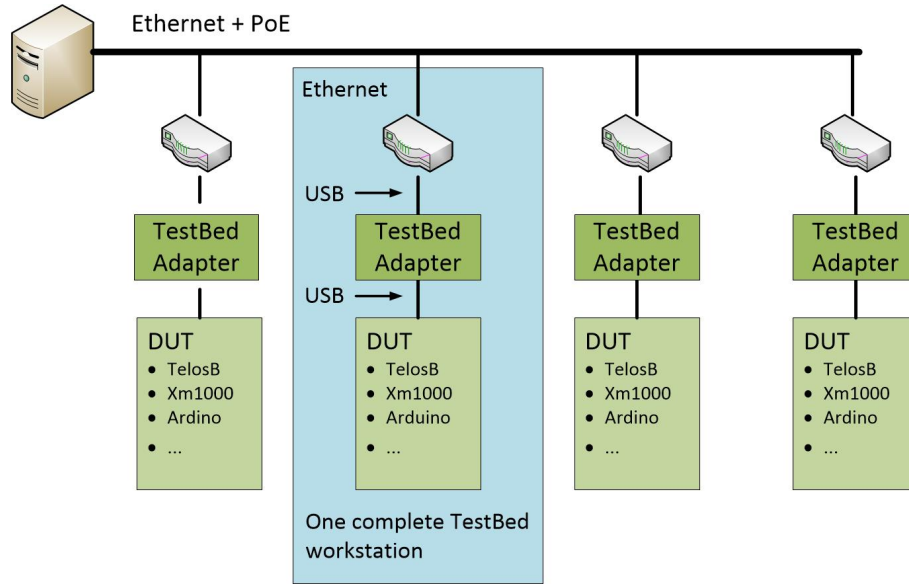 Ethernet + PoE
Ethernet
USB
USB
TestBed
Adapter
DUT
• TelosB
• Xm1000
• Ardino
• ...
TestBed
Adapter
DUT
• TelosB
• Xm1000
• Arduino
• ...
One complete TestBed
workstation
TestBed
Adapter
DUT
• TelosB
• Xm1000
• Ardino
• ...
TestBed
Adapter
DUT
• TelosB
• Xm1000
• Ardino
• ...